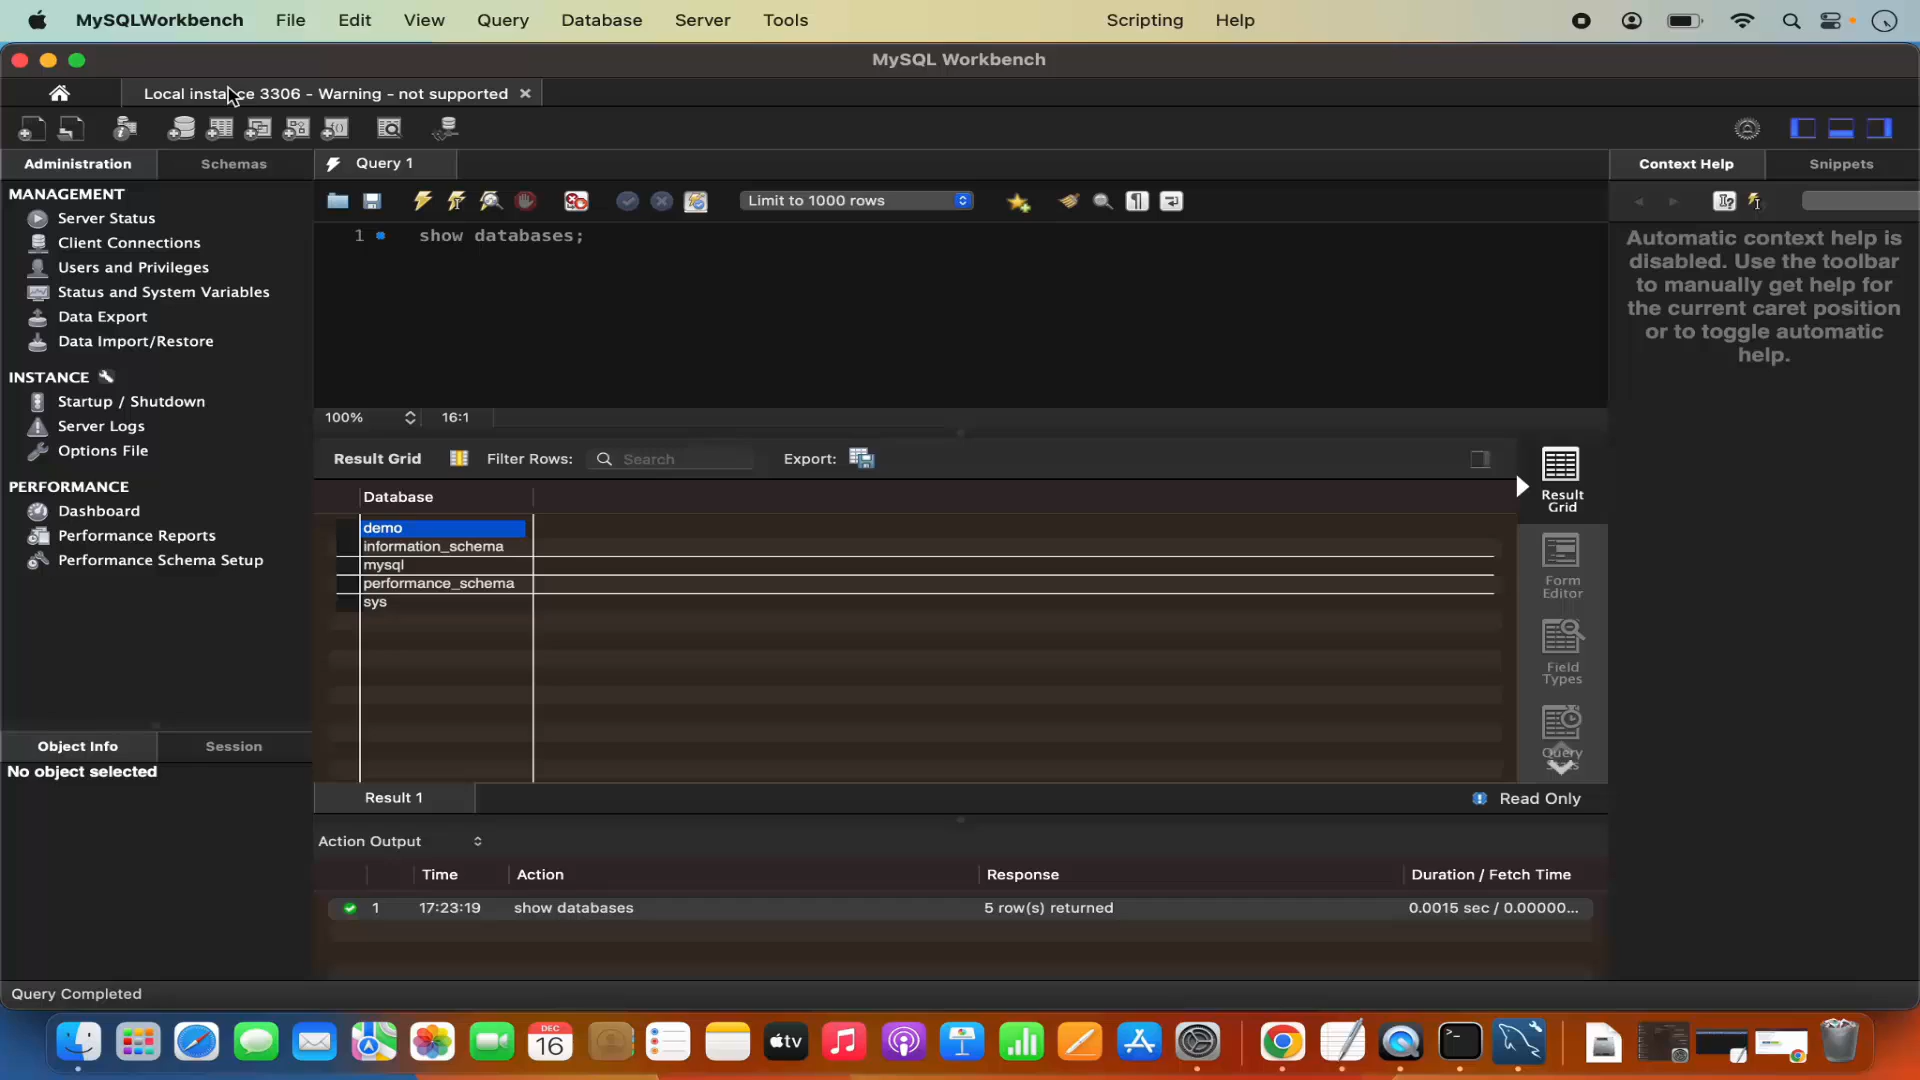 MySQLWorkbench File Edit View Query Database Server Tools Scripting Help
MySQL Workbench
Local instance 3306 - Warning - not supported
Administration Schemas
Query 1
Context Help Snippets
MANAGEMENT
Server Status
Client Connections
Users and Privileges
Status and System Variables
Data Export
Data Import/Restore
INSTANCE
Startup / Shutdown
Server Logs
Options File
PERFORMANCE
Dashboard
Performance Reports
Performance Schema Setup
Object Info Session
No object selected
Limit to 1000 rows
1 show databases;
100% 16:1
Result Grid Filter Rows: Search Export:
Database
demo
information_schema
mysql
performance_schema
sys
Result
Grid
Form
Editor
Field
Types
Query
Result 1
Read Only
Action Output
Time Action Response Duration / Fetch Time
1 17:23:19 show databases 5 row(s) returned 0.0015 sec / 0.00000...
Automatic context help is
disabled. Use the toolbar
to manually get help for
the current caret position
or to toggle automatic
help.
Query Completed
DEC
16
tv